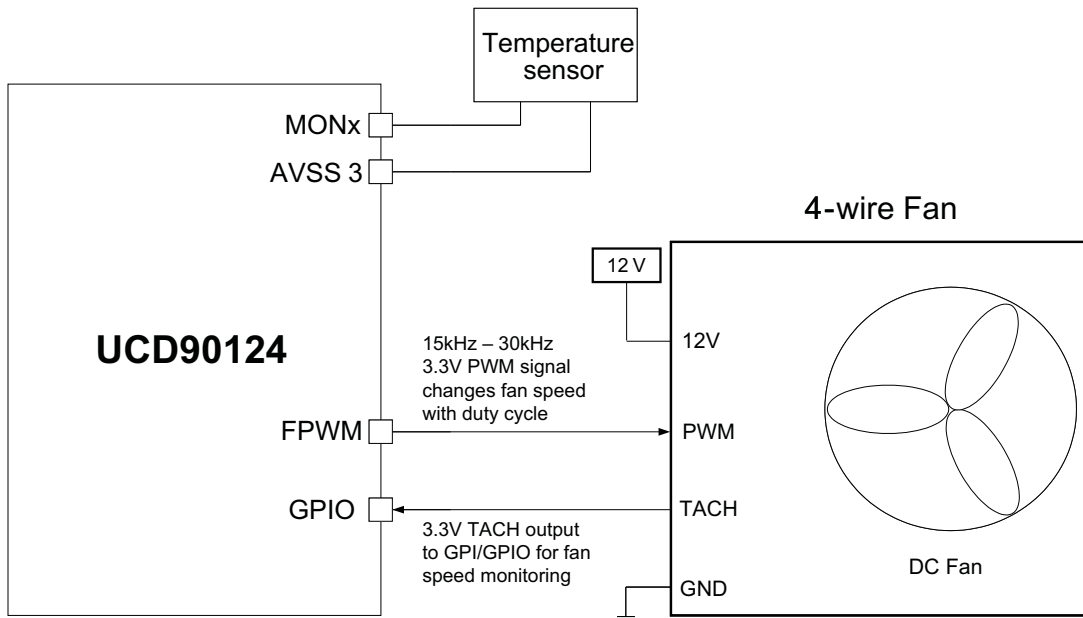 Temperature
sensor
MONx
AVSS 3
4-wire Fan
12 V
UCD90124
15kHz – 30kHz
3.3V PWM signal
changes fan speed
with duty cycle
12V
FPWM
PWM
GPIO
TACH
3.3V TACH output
to GPI/GPIO for fan
speed monitoring
DC Fan
GND